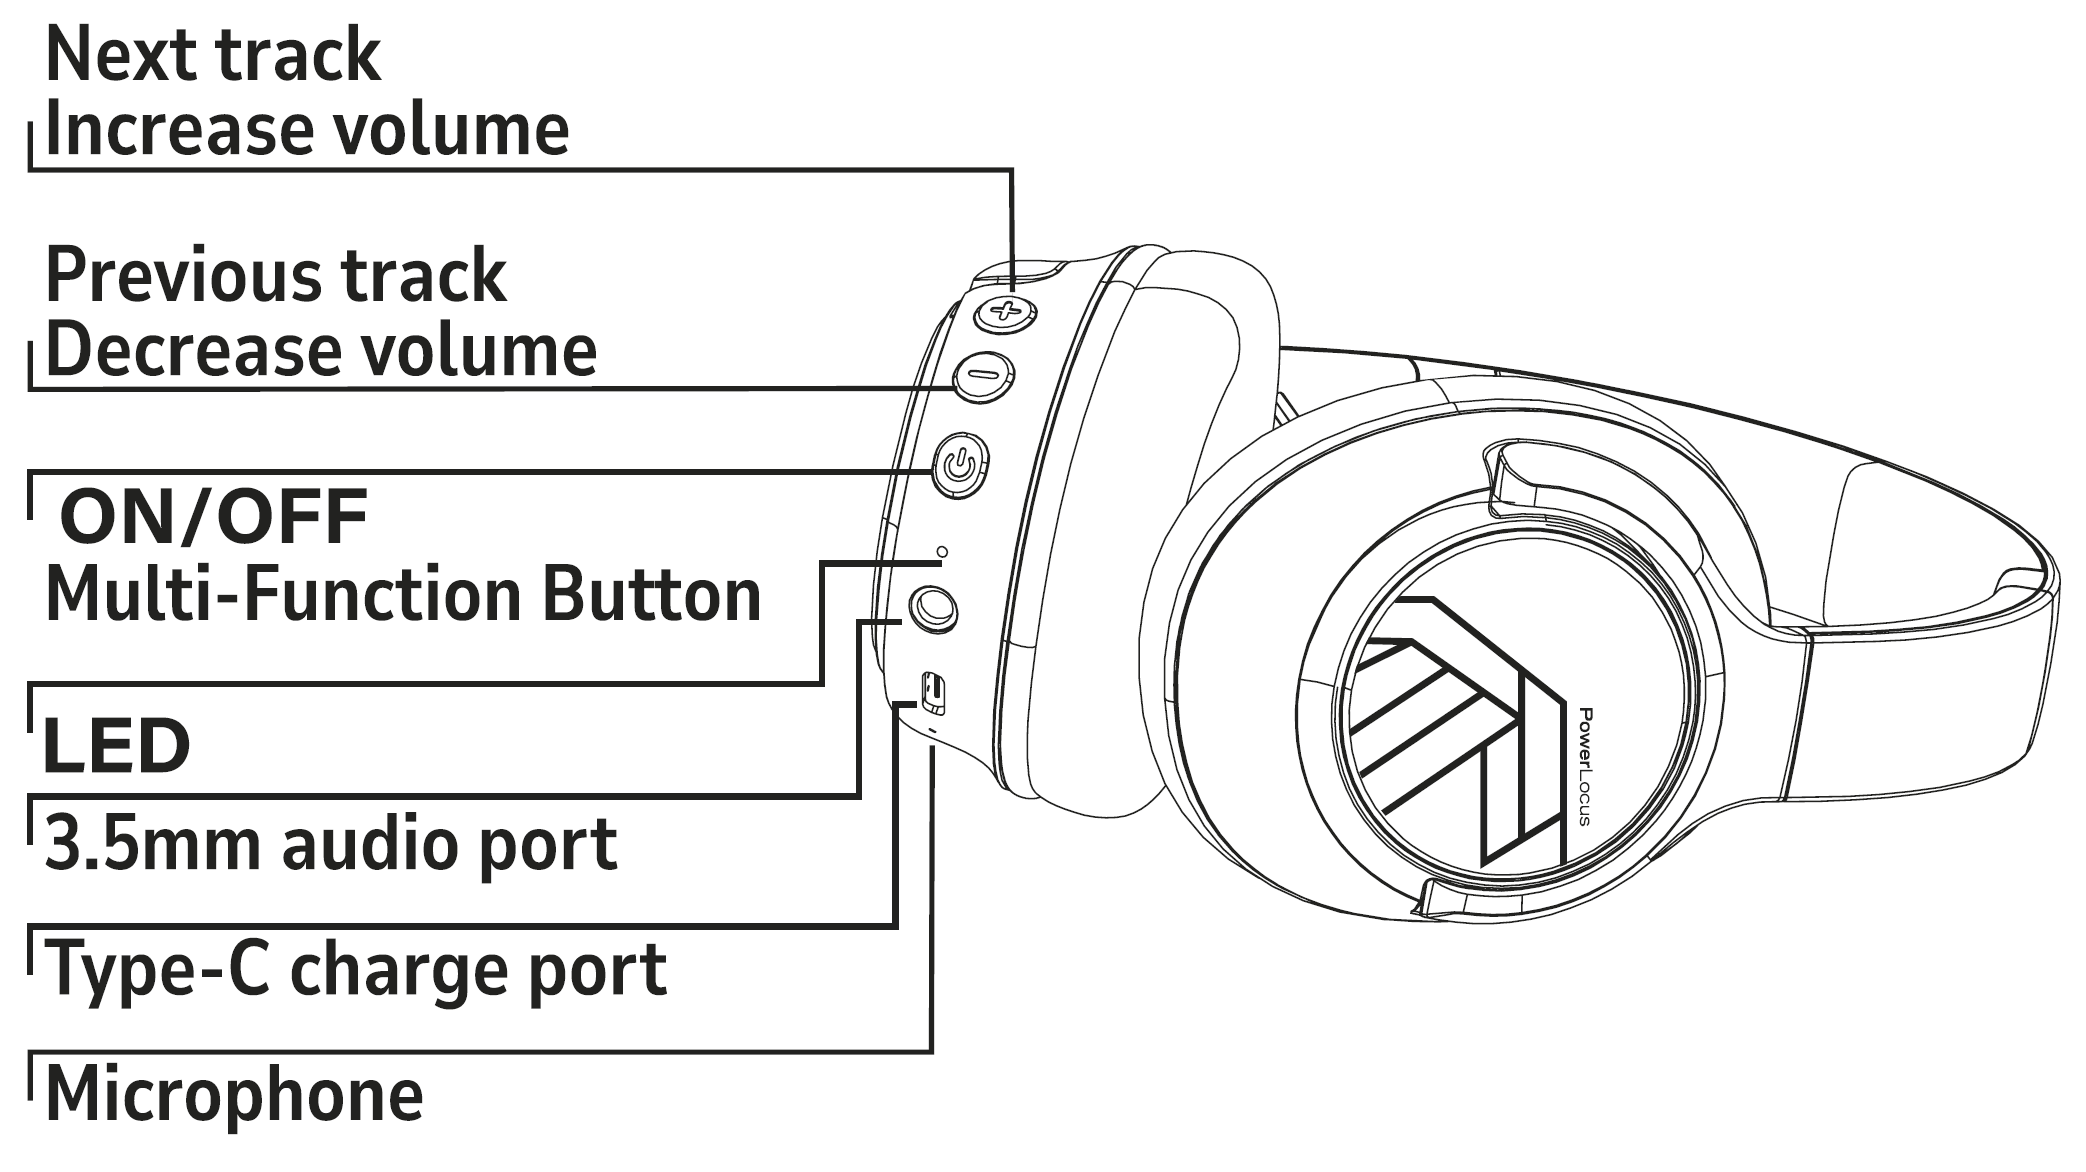 Next track
Increase volume
Previous track
Decrease volume
ON/OFF
Multi-Function Button
LED
3.5mm audio port
Type-C charge port
Microphone
PowerLocus